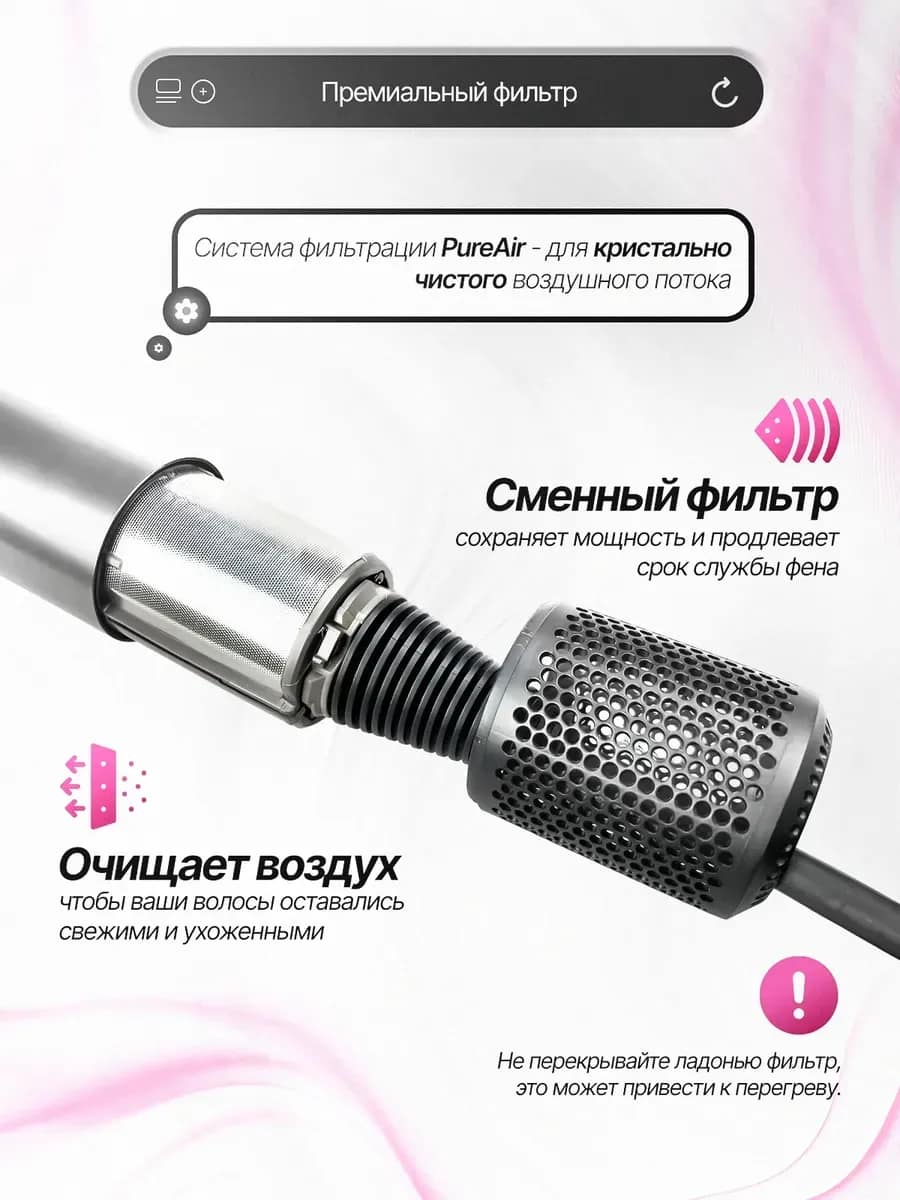 Премиальный фильтр
Система фильтрации PureAir - для кристально
чистого воздушного потока
Сменный фильтр
сохраняет мощность и продлевает
срок службы фена
Очищает воздух
чтобы ваши волосы оставались
свежими и ухоженными
Не перекрывайте ладонью фильтр,
это может привести к перегреву.